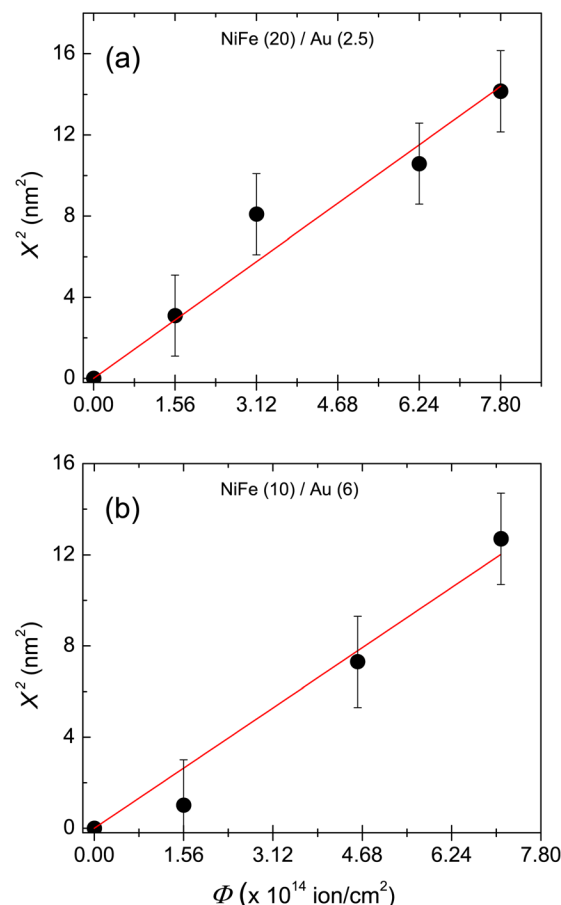 NiFe (20) / Au (2.5)
(a)
16
12
8
4
0
X² (nm²)
0.00 1.56 3.12 4.68 6.24 7.80
NiFe (10) / Au (6)
(b)
16
12
8
4
0
X² (nm²)
0.00 1.56 3.12 4.68 6.24 7.80
Φ (x 10¹⁴ ion/cm²)